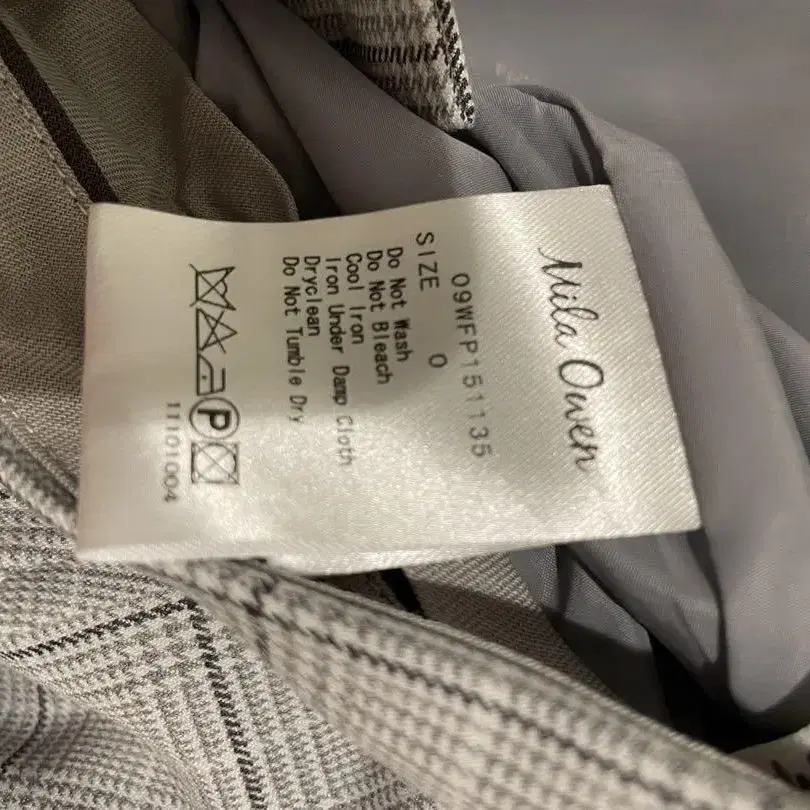 Mila Owen
09WFP151135
SIZE 0
Do Not Wash
Do Not Bleach
Cool Iron
Iron Under Damp Cloth
Dryclean
Do Not Tumble Dry
P
11101004